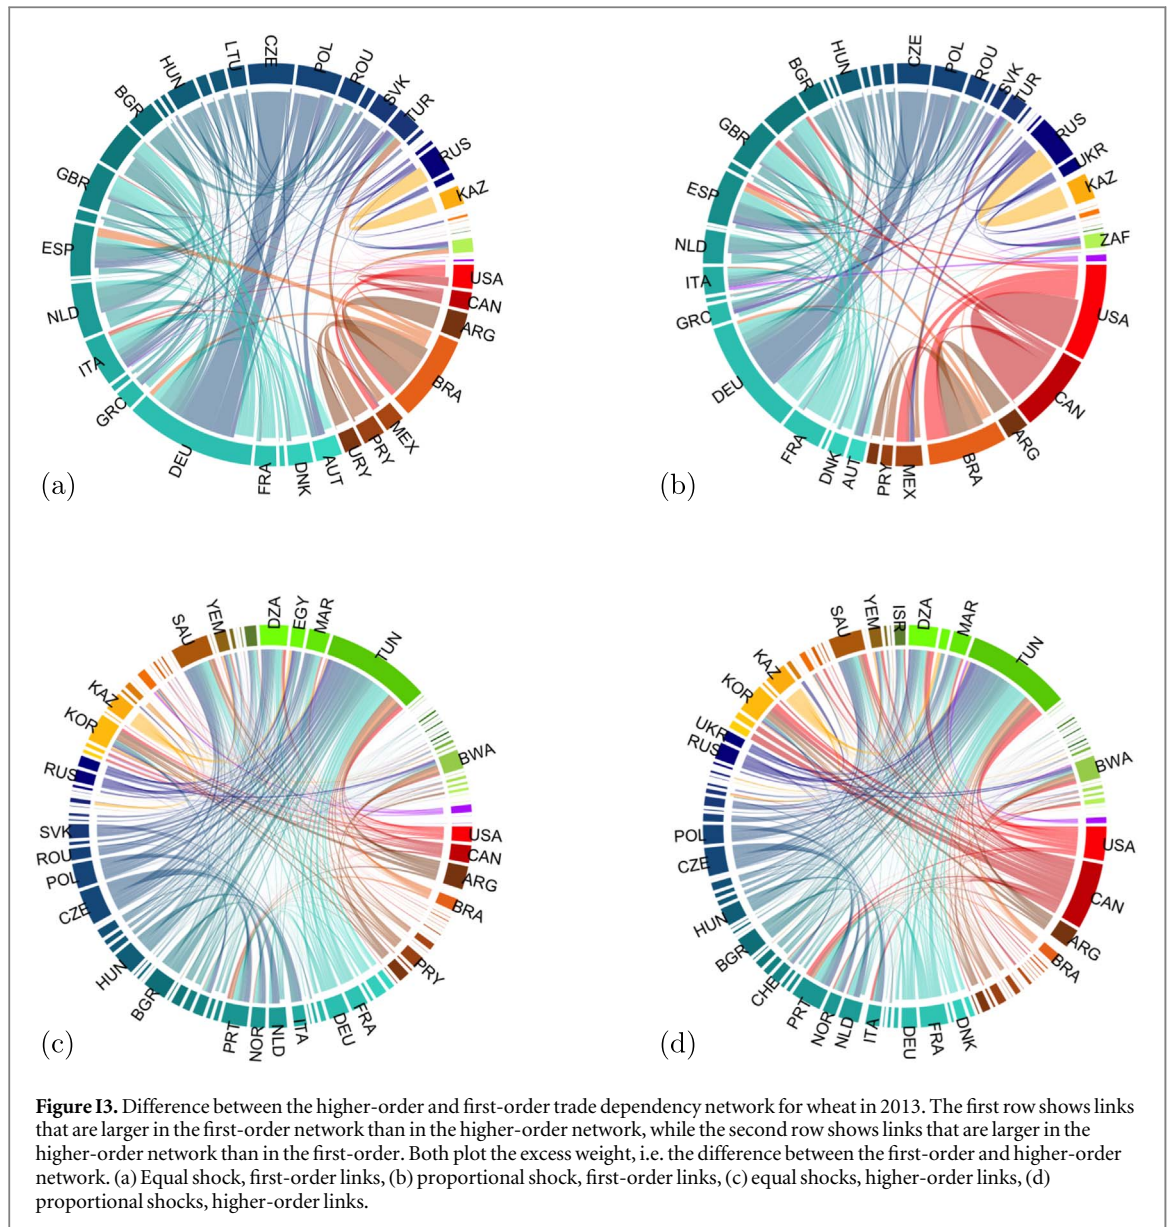 HUN
LTU
CZE
POL
ROU
SVK
TUR
RUS
KAZ
USA
CAN
ARG
BRA
MEX
PRY
URY
AUT
DNK
FRA
DEU
GRC
ITA
NLD
ESP
GBR
BGR
(a)
HUN
CZE
POL
ROU
SVK
TUR
RUS
UKR
KAZ
ZAF
USA
CAN
ARG
BRA
MEX
PRY
AUT
DNK
FRA
DEU
GRC
ITA
NLD
ESP
GBR
BGR
(b)
SAU
YEM
DZA
EGY
MAR
TUN
BWA
USA
CAN
ARG
BRA
PRY
FRA
DEU
ITA
NLD
NOR
PRT
BGR
HUN
CZE
POL
ROU
SVK
RUS
KOR
KAZ
(c)
SAU
YEM
ISR
DZA
MAR
TUN
BWA
USA
CAN
ARG
BRA
DNK
FRA
DEU
ITA
NLD
NOR
PRT
CHE
BGR
HUN
CZE
POL
RUS
UKR
KOR
KAZ
(d)
Figure I3. Difference between the higher-order and first-order trade dependency network for wheat in 2013. The first row shows links
that are larger in the first-order network than in the higher-order network, while the second row shows links that are larger in the
higher-order network than in the first-order. Both plot the excess weight, i.e. the difference between the first-order and higher-order
network. (a) Equal shock, first-order links, (b) proportional shock, first-order links, (c) equal shocks, higher-order links, (d)
proportional shocks, higher-order links.